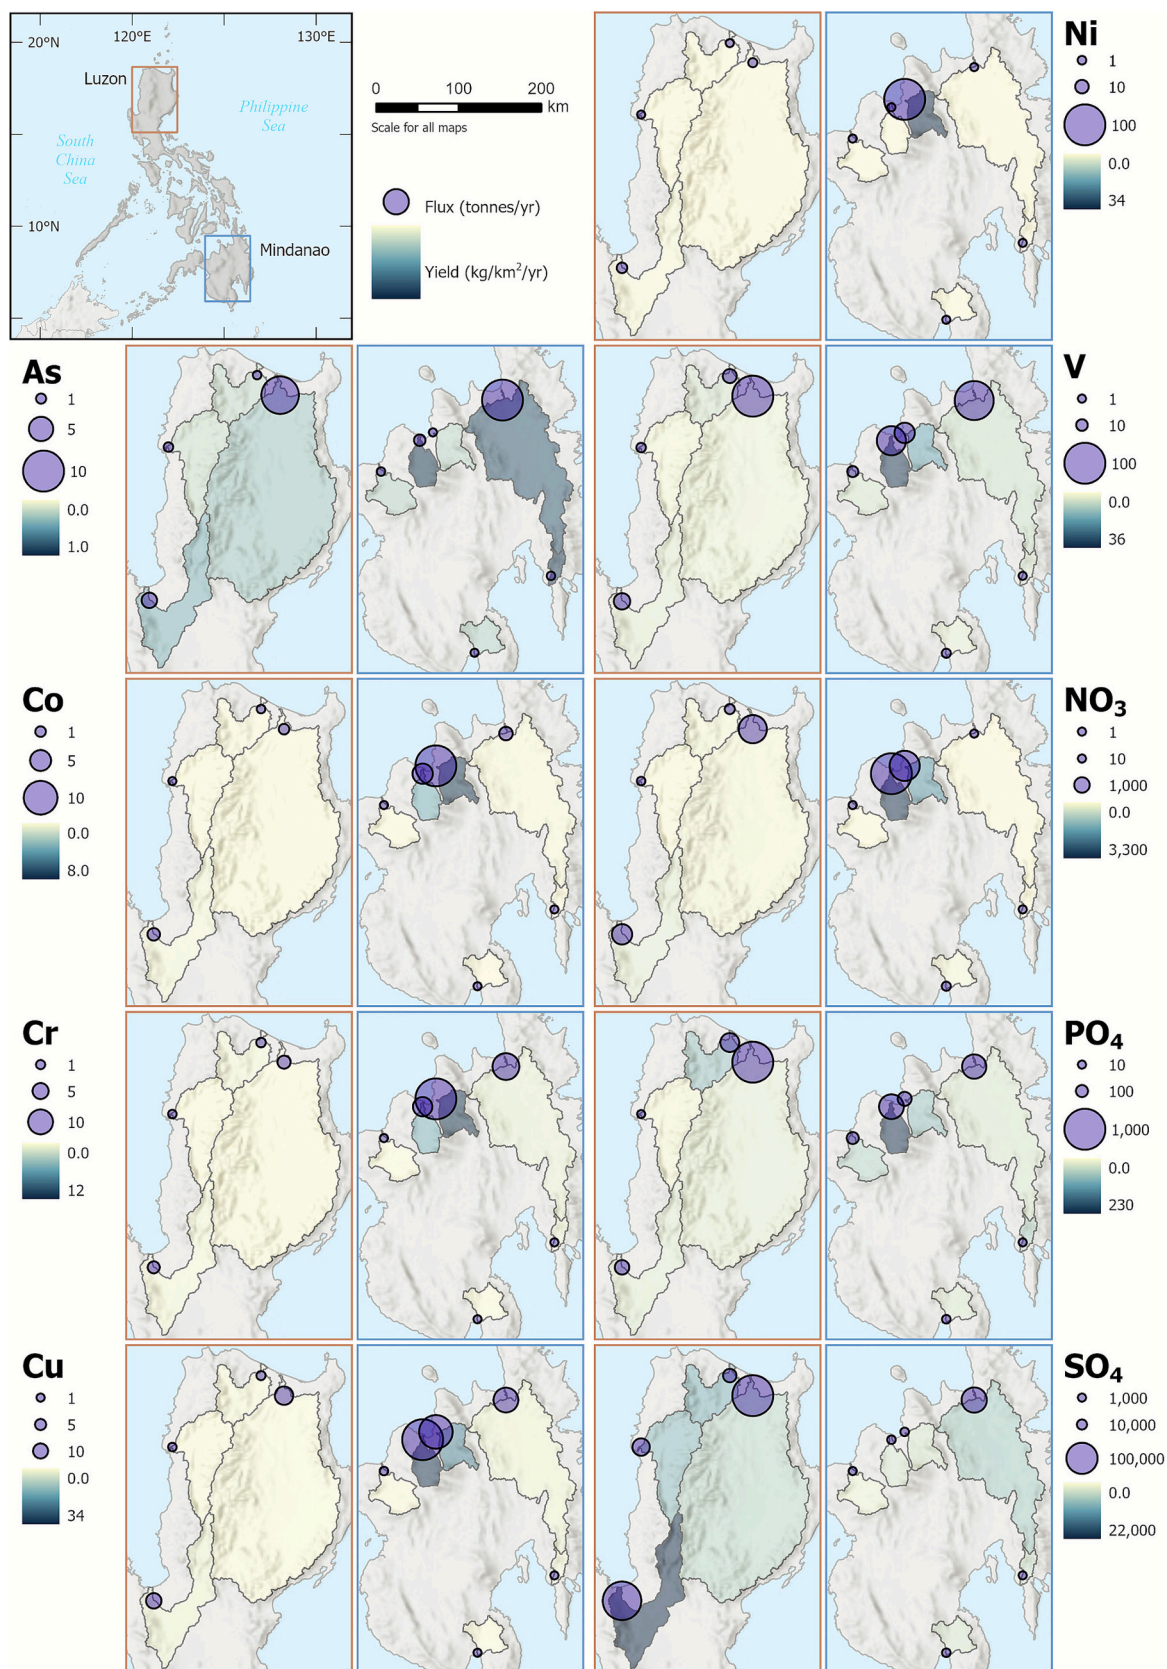 120°E
130°E
20°N
10°N
Luzon
Philippine
Sea
South
China
Sea
Mindanao
0
100
200
km
Scale for all maps
Flux (tonnes/yr)
Yield (kg/km²/yr)
Ni
1
10
100
0.0
34
As
1
5
10
0.0
1.0
V
1
10
100
0.0
36
Co
1
5
10
0.0
8.0
NO₃
1
10
1,000
0.0
3,300
Cr
1
5
10
0.0
12
PO₄
10
100
1,000
0.0
230
Cu
1
5
10
0.0
34
SO₄
1,000
10,000
100,000
0.0
22,000